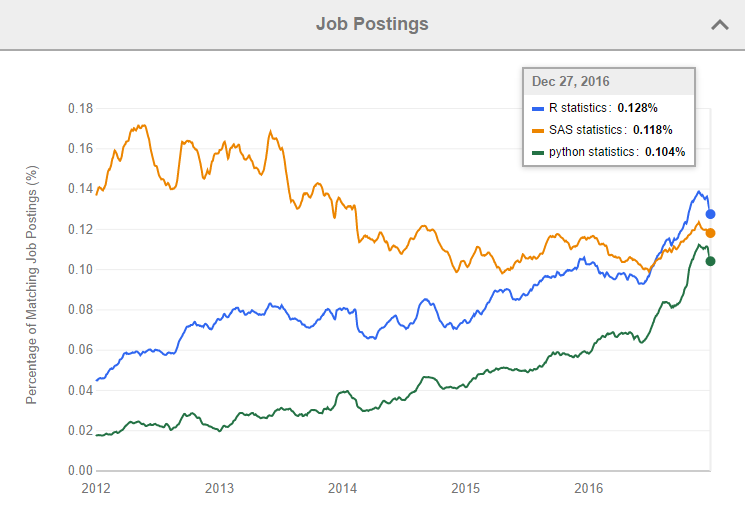 Job Postings
Dec 27, 2016
R statistics: 0.128%
SAS statistics: 0.118%
python statistics: 0.104%
Percentage of Matching Job Postings (%)
0.18
0.16
0.14
0.12
0.10
0.08
0.06
0.04
0.02
0.00
2012 2013 2014 2015 2016